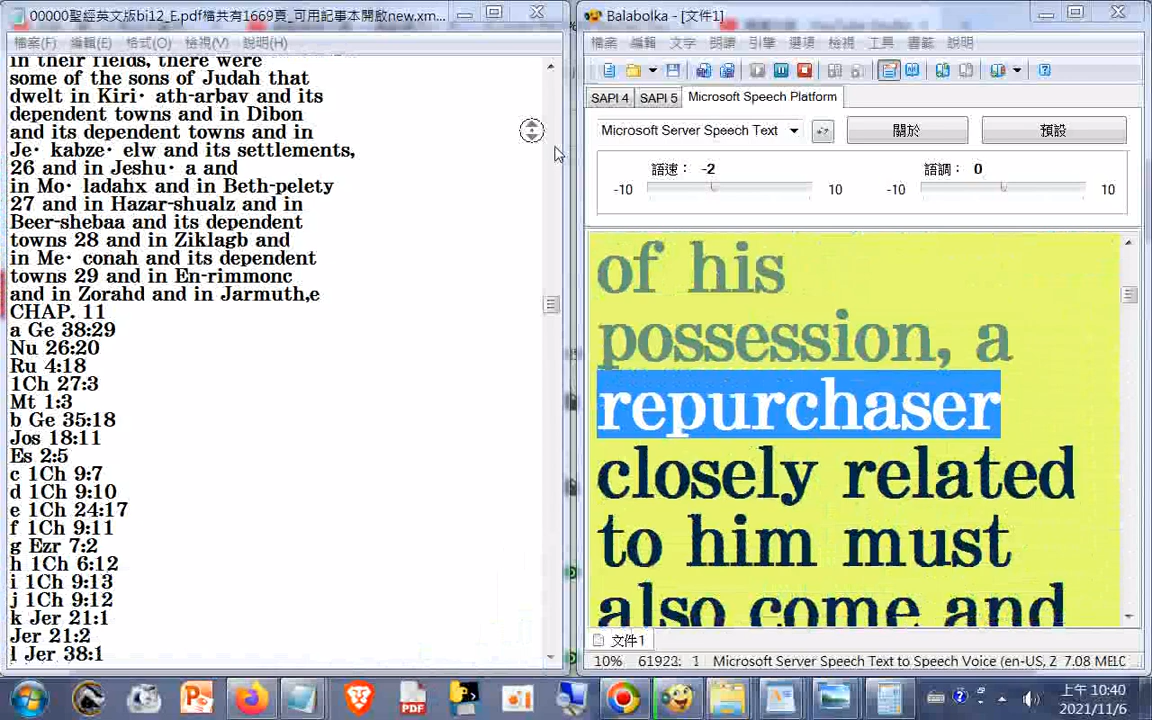 00000聖經英文版bi12_E.pdf檔共有1669頁_可用記事本開啟new.xm...
檔案(F) 編輯(E) 格式(O) 檢視(V) 說明(H)
in their fields, there were
some of the sons of Judah that
dwelt in Kiri· ath-arbav and its
dependent towns and in Dibon
and its dependent towns and in
Je· kabze· elw and its settlements,
26 and in Jeshu· a and
in Mo· ladahx and in Beth-pelety
27 and in Hazar-shualz and in
Beer-shebaa and its dependent
towns 28 and in Ziklagb and
in Me· conah and its dependent
towns 29 and in En-rimmonc
and in Zorahd and in Jarmuth,e
CHAP. 11
a Ge 38:29
Nu 26:20
Ru 4:18
1Ch 27:3
Mt 1:3
b Ge 35:18
Jos 18:11
Es 2:5
c 1Ch 9:7
d 1Ch 9:10
e 1Ch 24:17
f 1Ch 9:11
g Ezr 7:2
h 1Ch 6:12
i 1Ch 9:13
j 1Ch 9:12
k Jer 21:1
Jer 21:2
l Jer 38:1
Balabolka - [文件1]
檔案 編輯 文字 朗讀 引擎 選項 檢視 工具 書籤 說明
SAPI 4 SAPI 5 Microsoft Speech Platform
Microsoft Server Speech Text 關於 預設
語速： -2 語調： 0
-10 10 -10 10
of his
possession, a
repurchaser
closely related
to him must
also come and
文件1
10% 61922: 1 Microsoft Server Speech Text to Speech Voice (en-US, 2 7.08 MELC
PDF
上午 10:40
2021/11/6